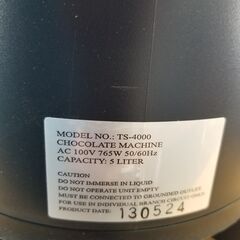 MODEL NO.: TS-4000
CHOCOLATE MACHINE
AC 100V 765W 50/60Hz
CAPACITY: 5 LITER
CAUTION
DO NOT IMMERSE IN LIQUID
DO NOT OPERATE UNIT EMPTY
MUST BE CONNECTED TO GROUNDED OUTLET
FOR USE IN INDIVIDUAL BRANCH CIRCUIT ONLY
PRODUCT DATE: 130524